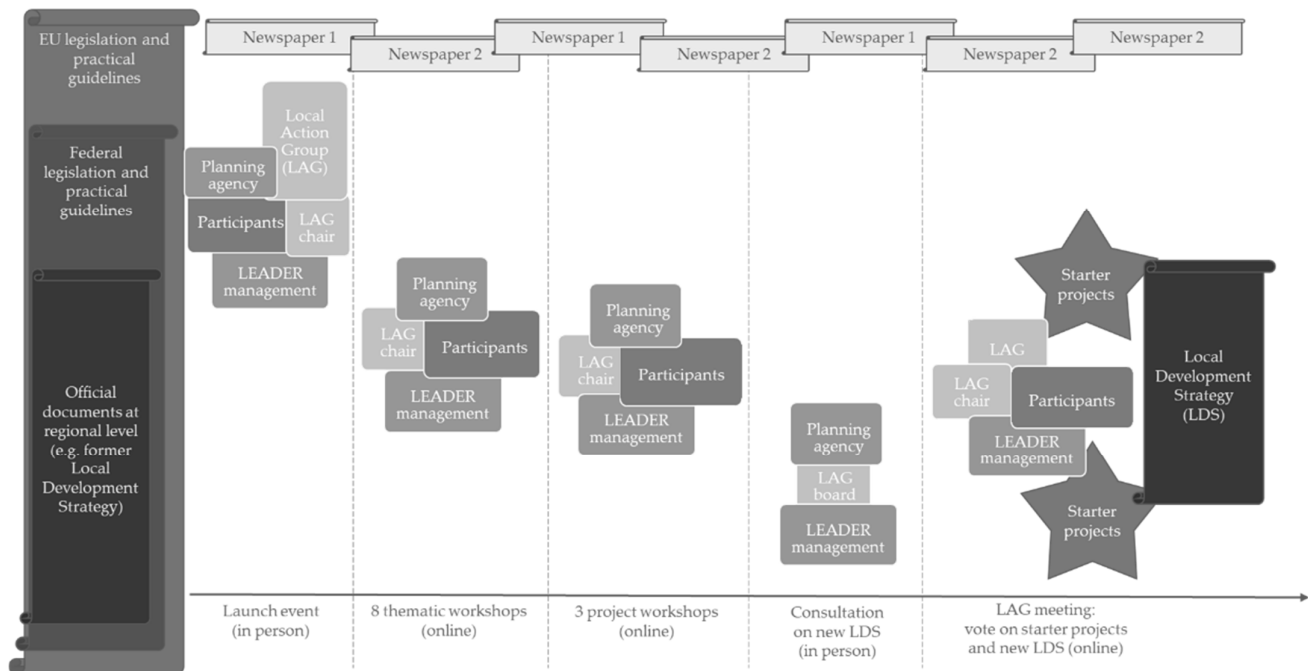 EU legislation and
practical
guidelines
Federal
legislation and
practical
guidelines
Official
documents at
regional level
(e.g. former
Local
Development
Strategy)
Newspaper 1
Newspaper 2
Newspaper 1
Newspaper 2
Newspaper 1
Newspaper 2
Newspaper 2
Local
Action
Group
(LAG)
Planning
agency
Participants
LAG
chair
LEADER
management
Planning
agency
LAG
chair
Participants
LEADER
management
Planning
agency
LAG
chair
Participants
LEADER
management
Planning
agency
LAG
board
LEADER
management
Starter
projects
LAG
LAG
chair
Participants
LEADER
management
Starter
projects
Local
Development
Strategy
(LDS)
Launch event
(in person)
8 thematic workshops
(online)
3 project workshops
(online)
Consultation
on new LDS
(in person)
LAG meeting:
vote on starter projects
and new LDS (online)